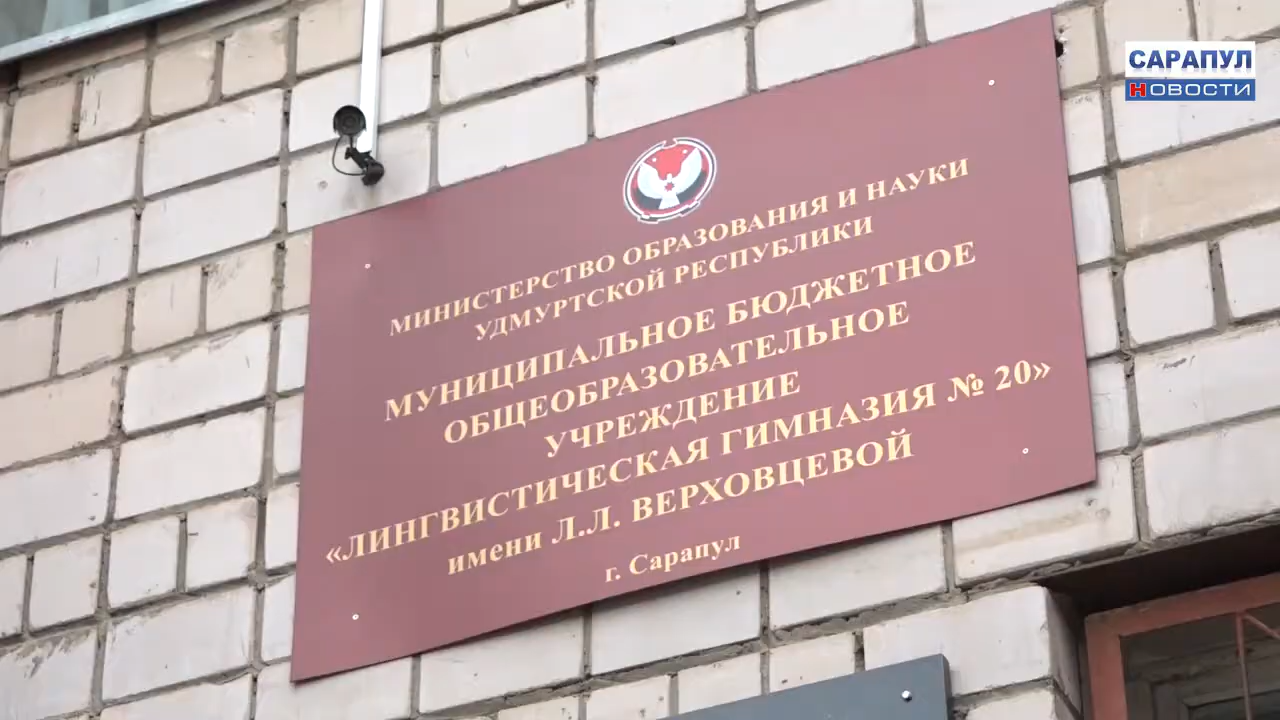 САРАПУЛ
НОВОСТИ
МИНИСТЕРСТВО ОБРАЗОВАНИЯ И НАУКИ
УДМУРТСКОЙ РЕСПУБЛИКИ
МУНИЦИПАЛЬНОЕ БЮДЖЕТНОЕ
ОБЩЕОБРАЗОВАТЕЛЬНОЕ
УЧРЕЖДЕНИЕ
«ЛИНГВИСТИЧЕСКАЯ ГИМНАЗИЯ № 20»
имени Л.Л. ВЕРХОВЦЕВОЙ
г. Сарапул